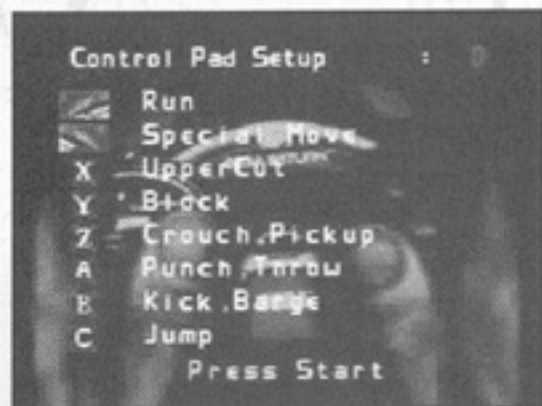 Control Pad Setup :
Run
Special Move
X UpperCut
Y Block
Z Crouch,Pickup
A Punch,Throw
B Kick,Barge
C Jump
Press Start